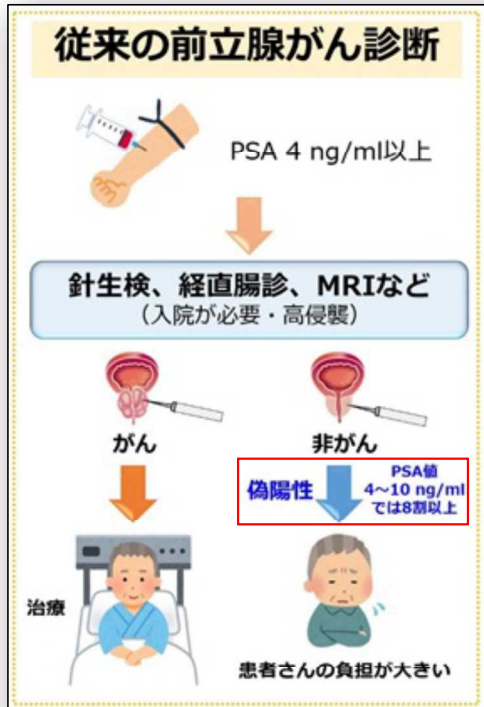 従来の前立腺がん診断
PSA 4 ng/ml以上
針生検、経直腸診、MRIなど
（入院が必要・高侵襲）
がん
非がん
偽陽性
PSA値
4～10 ng/ml
では8割以上
治療
患者さんの負担が大きい